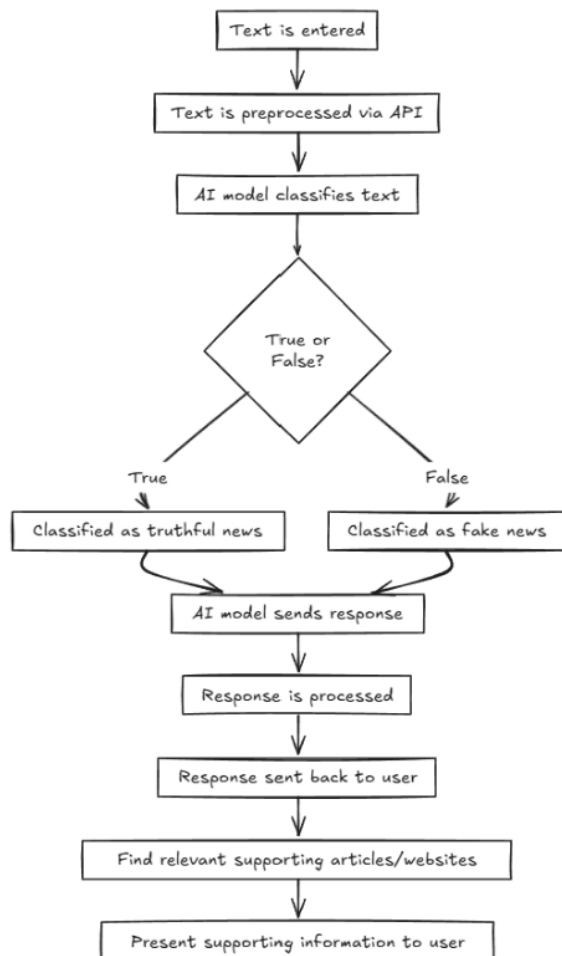 Text is entered
Text is preprocessed via API
AI model classifies text
True or
False?
True
False
Classified as truthful news
Classified as fake news
AI model sends response
Response is processed
Response sent back to user
Find relevant supporting articles/websites
Present supporting information to user